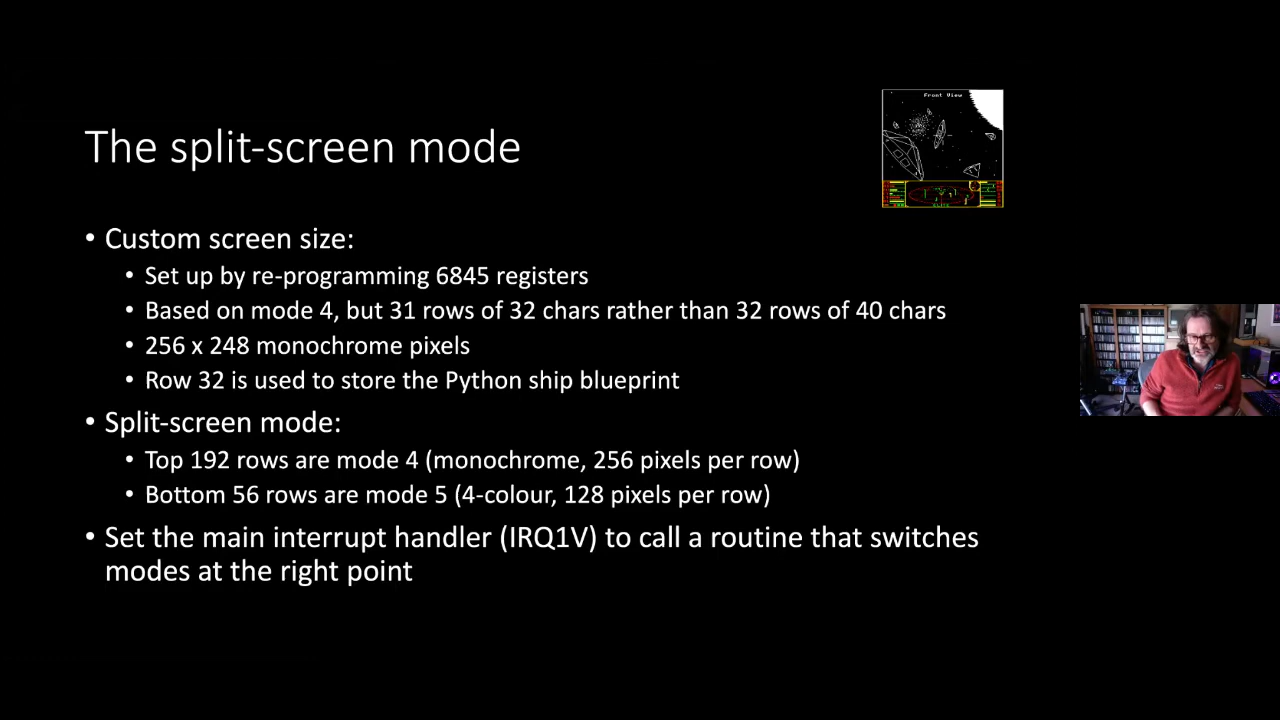 Front View
The split-screen mode
• Custom screen size:
• Set up by re-programming 6845 registers
• Based on mode 4, but 31 rows of 32 chars rather than 32 rows of 40 chars
• 256 x 248 monochrome pixels
• Row 32 is used to store the Python ship blueprint
• Split-screen mode:
• Top 192 rows are mode 4 (monochrome, 256 pixels per row)
• Bottom 56 rows are mode 5 (4-colour, 128 pixels per row)
• Set the main interrupt handler (IRQ1V) to call a routine that switches
modes at the right point